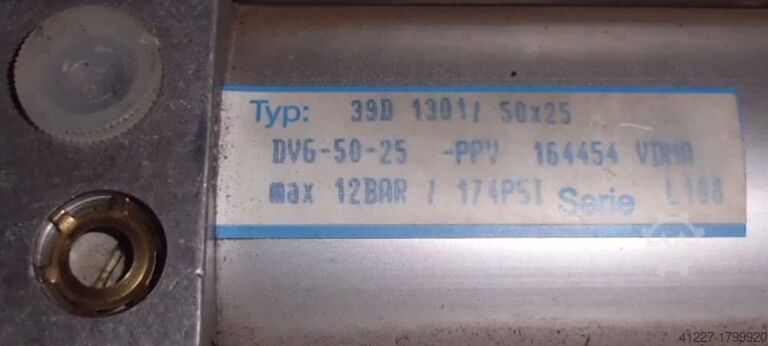 Typ: 39D 1301/ 50x25
DVG-50-25 -PPV 164454 VDMA
max 12BAR / 174PSI Serie L108
41227-1799920